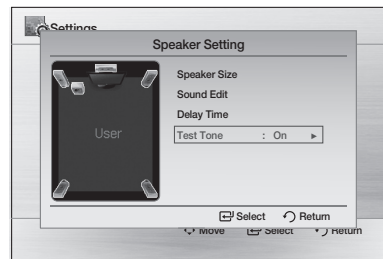 Settings
Speaker Setting
Speaker Size
Sound Edit
Delay Time
Test Tone : On ►
User
Select Return
Move Select Return